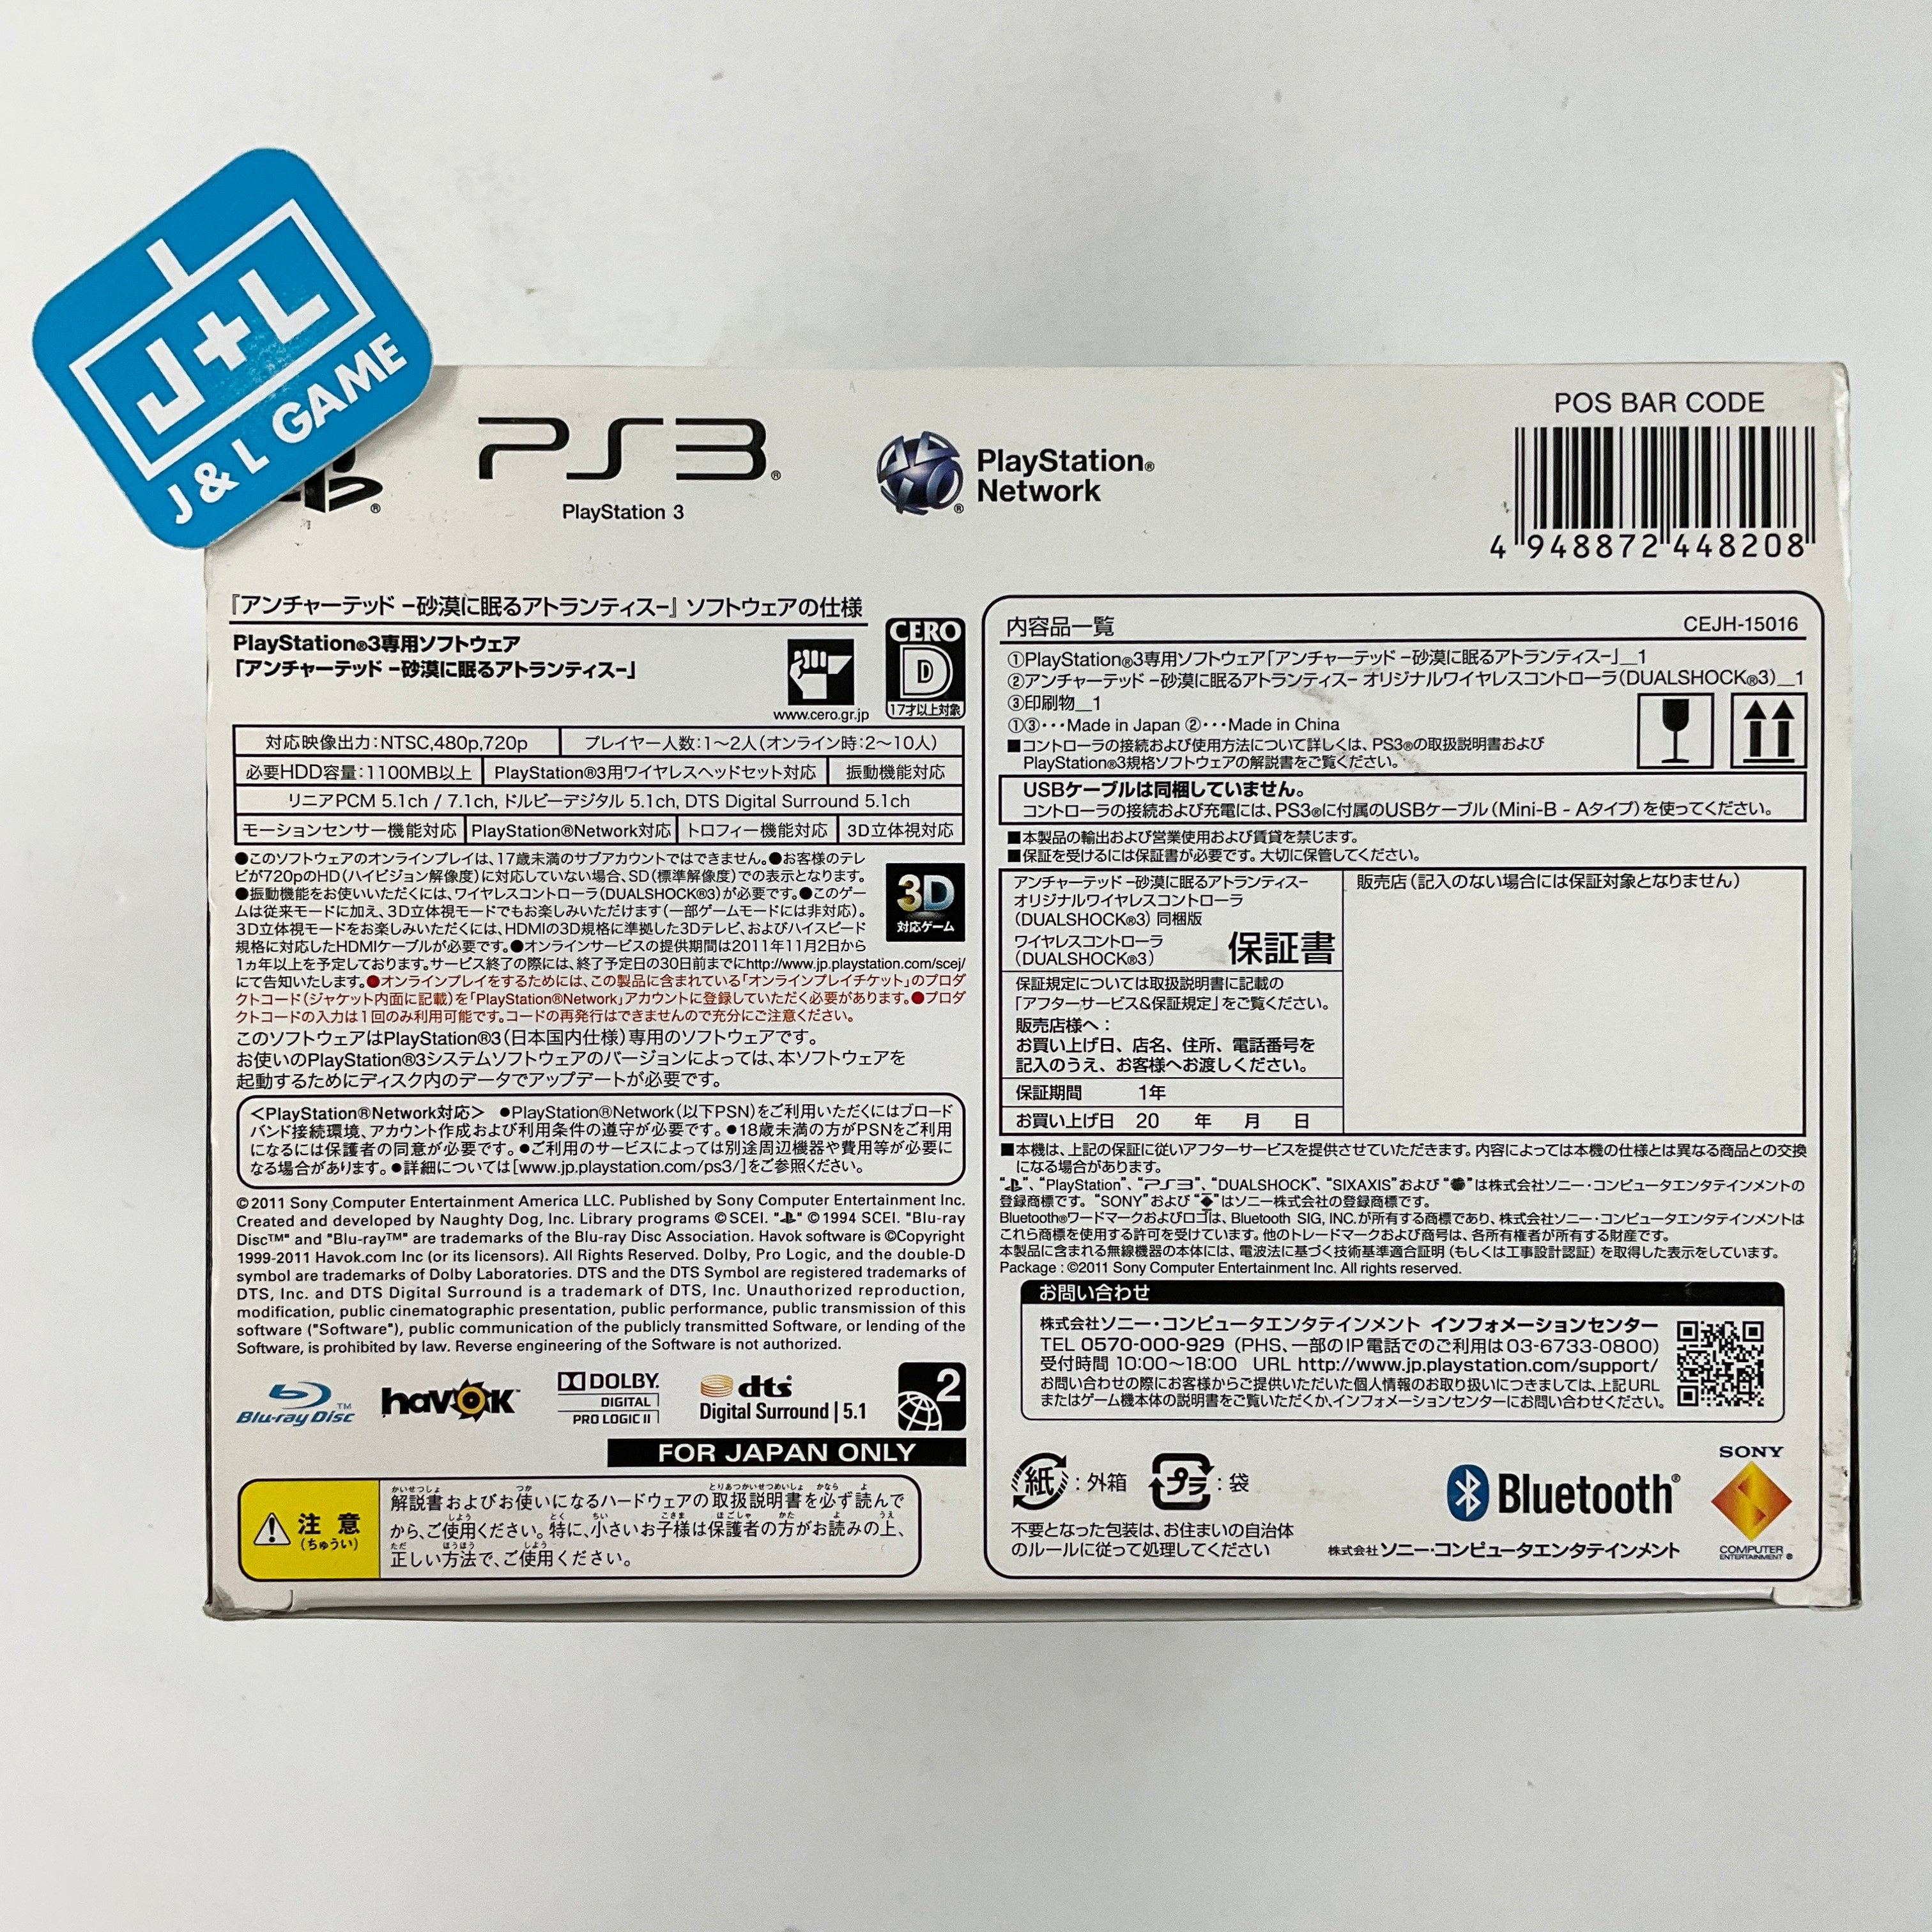 J+L
J & L GAME
PS3®
PlayStation 3
PlayStation®
Network
POS BAR CODE
4 948872 448208
『アンチャーテッド −砂漠に眠るアトランティス−』 ソフトウェアの仕様
PlayStation®3専用ソフトウェア
「アンチャーテッド −砂漠に眠るアトランティス−」
www.cero.gr.jp
CERO
D
17才以上対象
対応映像出力：NTSC,480p,720p
プレイヤー人数：1〜2人（オンライン時：2〜10人）
必要HDD容量：1100MB以上
PlayStation®3用ワイヤレスヘッドセット対応
振動機能対応
リニアPCM 5.1ch / 7.1ch, ドルビーデジタル 5.1ch, DTS Digital Surround 5.1ch
モーションセンサー機能対応
PlayStation®Network対応
トロフィー機能対応
3D立体視対応
●このソフトウェアのオンラインプレイは、17歳未満のサブアカウントではできません。●お客様のテレ
ビが720pのHD（ハイビジョン解像度）に対応していない場合、SD（標準解像度）での表示となります。
●振動機能をお使いいただくには、ワイヤレスコントローラ（DUALSHOCK®3）が必要です。●このゲー
ムは従来モードに加え、3D立体視モードでもお楽しみいただけます（一部ゲームモードには非対応）。
3D立体視モードをお楽しみいただくには、HDMIの3D規格に準拠した3Dテレビ、およびハイスピード
規格に対応したHDMIケーブルが必要です。●オンラインサービスの提供期間は2011年11月2日から
1ヵ年以上を予定しております。サービス終了の際には、終了予定日の30日前までにhttp://www.jp.playstation.com/scej/
にて告知いたします。●オンラインプレイをするためには、この製品に含まれている「オンラインプレイチケット」のプロダ
クトコード（ジャケット内面に記載）を「PlayStation®Network」アカウントに登録していただく必要があります。●プロダ
クトコードの入力は1回のみ利用可能です。コードの再発行はできませんので充分にご注意ください。
3D
対応ゲーム
このソフトウェアはPlayStation®3（日本国内仕様）専用のソフトウェアです。
お使いのPlayStation®3システムソフトウェアのバージョンによっては、本ソフトウェアを
起動するためにディスク内のデータでアップデートが必要です。
＜PlayStation®Network対応＞ ●PlayStation®Network（以下PSN）をご利用いただくにはブロード
バンド接続環境、アカウント作成および利用条件の遵守が必要です。●18歳未満の方がPSNをご利用
になるには保護者の同意が必要です。●ご利用のサービスによっては別途周辺機器や費用等が必要に
なる場合があります。●詳細については［www.jp.playstation.com/ps3/］をご参照ください。
©2011 Sony Computer Entertainment America LLC. Published by Sony Computer Entertainment Inc.
Created and developed by Naughty Dog, Inc. Library programs ©SCEI. "" ©1994 SCEI. "Blu-ray
Disc™" and "Blu-ray™" are trademarks of the Blu-ray Disc Association. Havok software is ©Copyright
1999-2011 Havok.com Inc (or its licensors). All Rights Reserved. Dolby, Pro Logic, and the double-D
symbol are trademarks of Dolby Laboratories. DTS and the DTS Symbol are registered trademarks of
DTS, Inc. and DTS Digital Surround is a trademark of DTS, Inc. Unauthorized reproduction,
modification, public cinematographic presentation, public performance, public transmission of this
software ("Software"), public communication of the publicly transmitted Software, or lending of the
Software, is prohibited by law. Reverse engineering of the Software is not authorized.
Blu-ray Disc™
havOK™
DOLBY.
DIGITAL
PRO LOGIC II
dts
Digital Surround | 5.1
2
FOR JAPAN ONLY
注意
（ちゅうい）
解説書およびお使いになるハードウェアの取扱説明書を必ず読んで
から、ご使用ください。特に、小さいお子様は保護者の方がお読みの上、
正しい方法で、ご使用ください。
内容品一覧
CEJH-15016
①PlayStation®3専用ソフトウェア「アンチャーテッド −砂漠に眠るアトランティス−」__1
②アンチャーテッド −砂漠に眠るアトランティス− オリジナルワイヤレスコントローラ（DUALSHOCK®3）__1
③印刷物__1
①③･･･Made in Japan ②･･･Made in China
■コントローラの接続および使用方法について詳しくは、PS3®の取扱説明書および
PlayStation®3規格ソフトウェアの解説書をご覧ください。
USBケーブルは同梱していません。
コントローラの接続および充電には、PS3®に付属のUSBケーブル（Mini-B - Aタイプ）を使ってください。
■本製品の輸出および営業使用および賃貸を禁じます。
■保証を受けるには保証書が必要です。大切に保管してください。
アンチャーテッド −砂漠に眠るアトランティス−
オリジナルワイヤレスコントローラ
（DUALSHOCK®3）同梱版
ワイヤレスコントローラ
（DUALSHOCK®3）
保証書
販売店（記入のない場合には保証対象となりません）
保証規定については取扱説明書に記載の
「アフターサービス&保証規定」をご覧ください。
販売店様へ：
お買い上げ日、店名、住所、電話番号を
記入のうえ、お客様へお渡しください。
保証期間 1年
お買い上げ日 20 年 月 日
■本機は、上記の保証に従いアフターサービスを提供させていただきます。内容によっては本機の仕様とは異なる商品との交換
になる場合があります。
“”、“PlayStation”、“PS3”、“DUALSHOCK”、“SIXAXIS”および“”は株式会社ソニー・コンピュータエンタテインメントの
登録商標です。“SONY”および“”はソニー株式会社の登録商標です。
Bluetooth®ワードマークおよびロゴは、Bluetooth SIG, INC.が所有する商標であり、株式会社ソニー・コンピュータエンタテインメントは
これら商標を使用する許可を受けています。他のトレードマークおよび商号は、各所有権者が所有する財産です。
本製品に含まれる無線機器の本体には、電波法に基づく技術基準適合証明（もしくは工事設計認証）を取得した表示をしています。
Package : ©2011 Sony Computer Entertainment Inc. All rights reserved.
お問い合わせ
株式会社ソニー・コンピュータエンタテインメント インフォメーションセンター
TEL 0570-000-929 （PHS、一部のIP電話でのご利用は03-6733-0800）
受付時間 10:00〜18:00 URL http://www.jp.playstation.com/support/
お問い合わせの際にお客様からご提供いただいた個人情報のお取り扱いにつきましては、上記URL
またはゲーム機本体の説明書をご覧いただくか、インフォメーションセンターにお問い合わせください。
紙：外箱
プラ：袋
不要となった包装は、お住まいの自治体
のルールに従って処理してください
Bluetooth®
株式会社ソニー・コンピュータエンタテインメント
SONY
COMPUTER
ENTERTAINMENT®